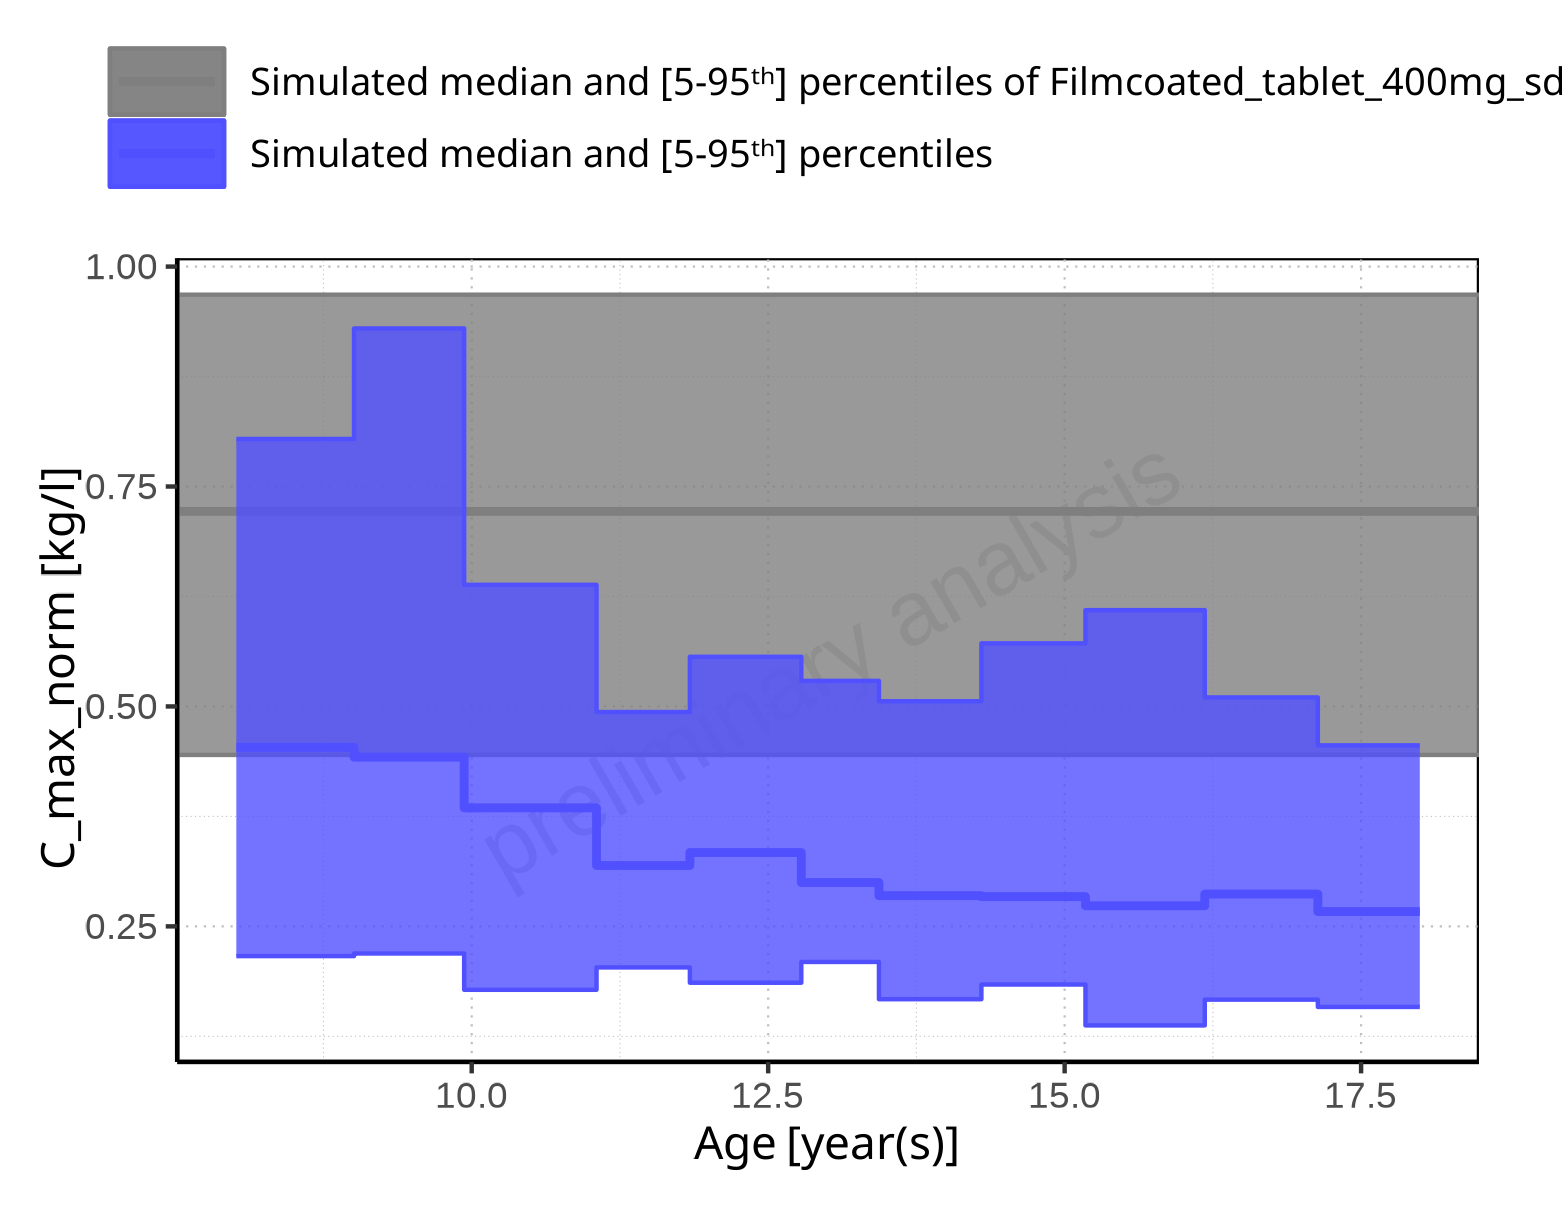 Simulated median and [5-95ᵗʰ] percentiles of Filmcoated_tablet_400mg_sd
Simulated median and [5-95ᵗʰ] percentiles
1.00
0.75
0.50
0.25
C_max_norm [kg/l]
preliminary analysis
10.0 12.5 15.0 17.5
Age [year(s)]